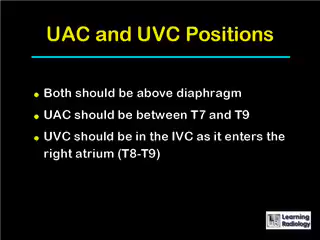 UAC and UVC Positions
Both should be above diaphragm
UAC should be between T7 and T9
UVC should be in the IVC as it enters the
right atrium (T8-T9)
Learning
Radiology